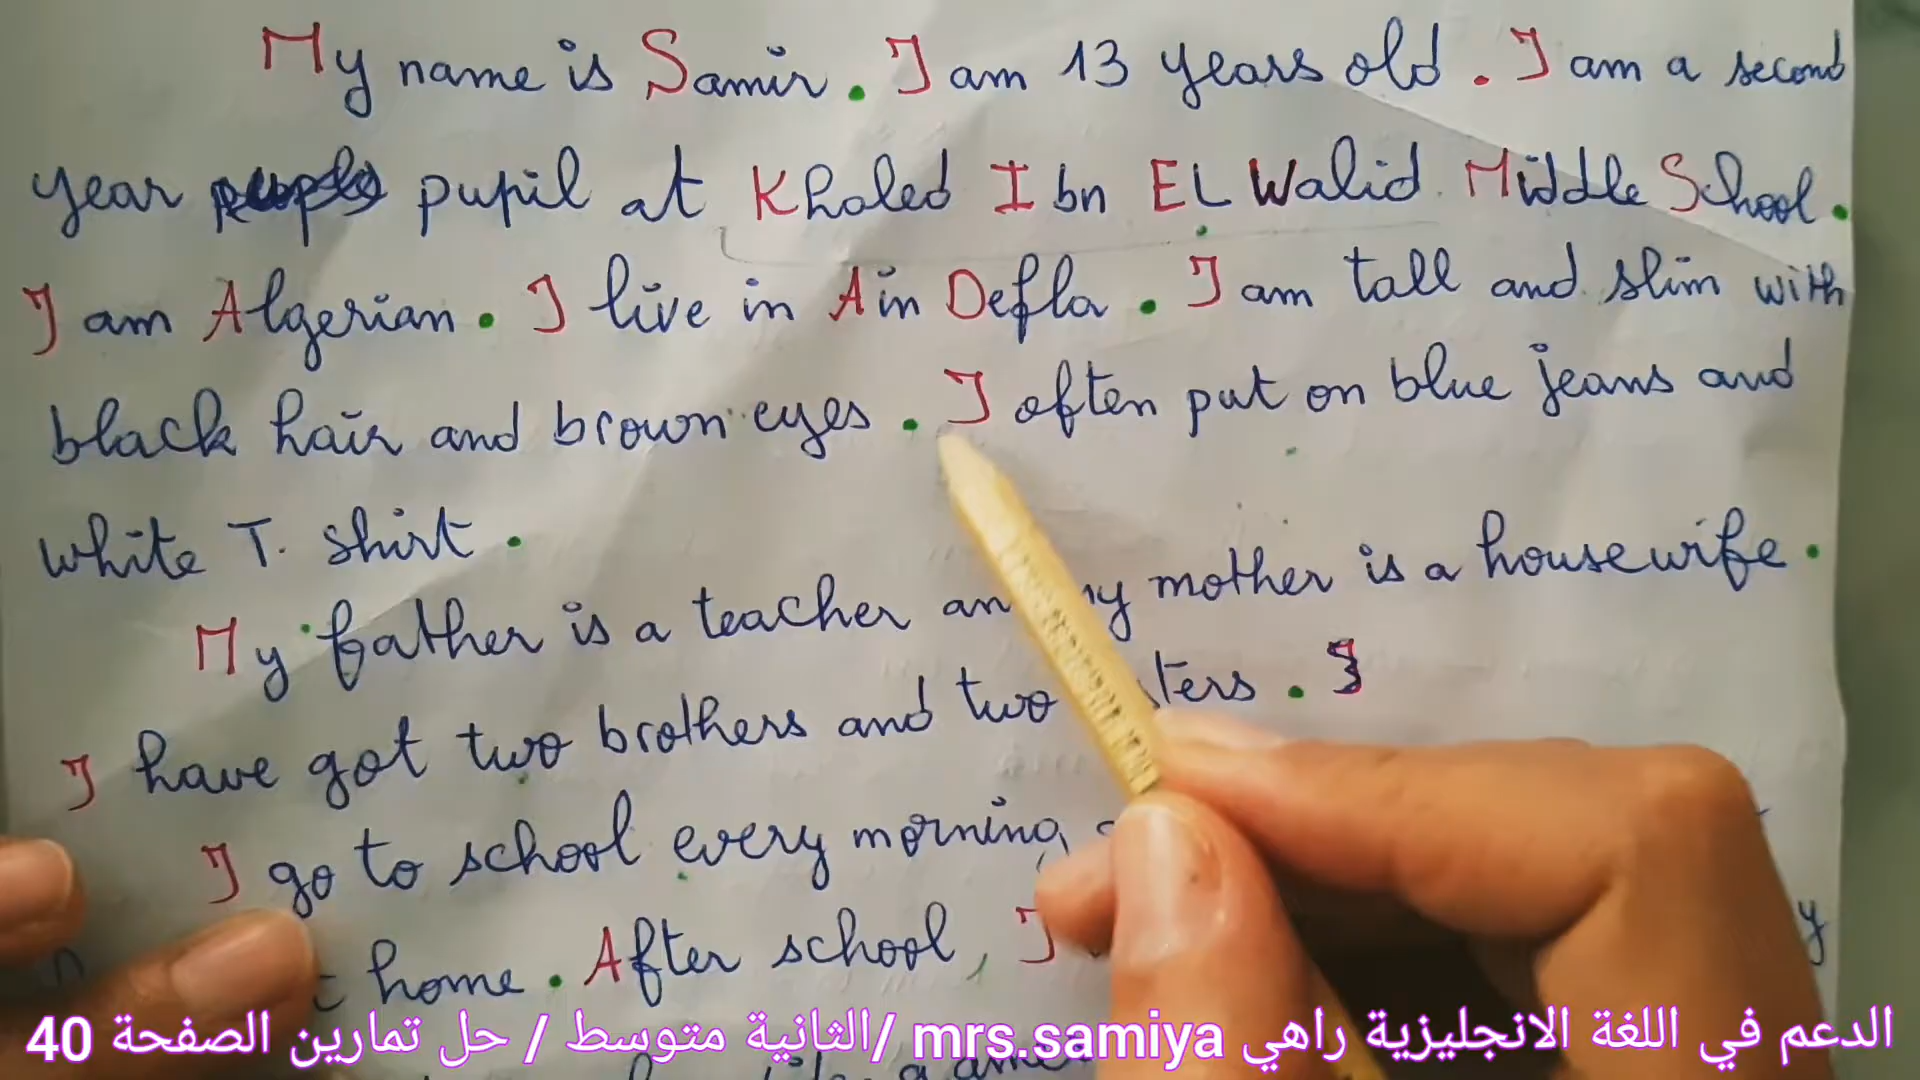 My name is Samir. I am 13 years old. I am a second
year pupil at Khaled Ibn EL Walid Middle School.
I am Algerian. I live in Ain Defla. I am tall and slim with
black hair and brown eyes. I often put on blue jeans and
white T. shirt.
My father is a teacher my mother is a housewife.
I have got two brothers and two
I go to school every morning
home. After school, I
الدعم في اللغة الانجليزية راهي mrs.samiya /الثانية متوسط / حل تمارين الصفحة 40